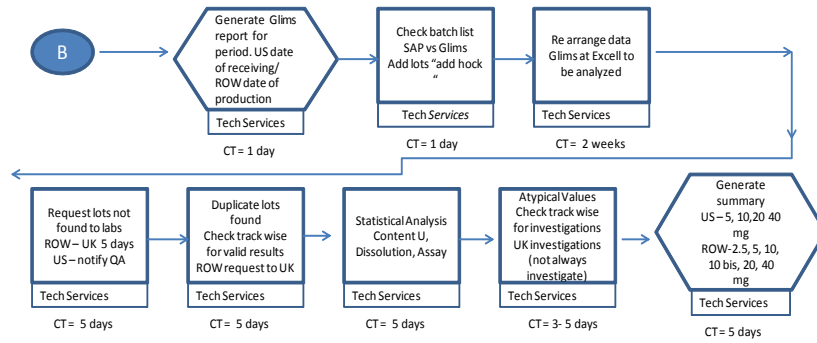 B
Generate Glims
report for
period. US date
of receiving/
ROW date of
production
Tech Services
CT = 1 day
Check batch list
SAP vs Glims
Add lots "add hock
"
Tech Services
CT = 1 day
Re arrange data
Glims at Excell to
be analyzed
Tech Services
CT = 2 weeks
Request lots not
found to labs
ROW – UK 5 days
US – notify QA
Tech Services
CT = 5 days
Duplicate lots
found
Check track wise
for valid results
ROW request to UK
Tech Services
CT = 5 days
Statistical Analysis
Content U,
Dissolution, Assay
Tech Services
CT = 5 days
Atypical Values
Check track wise
for investigations
UK investigations
(not always
investigate)
Tech Services
CT = 3- 5 days
Generate
summary
US – 5, 10,20 40
mg
ROW-2.5, 5, 10,
10 bis, 20, 40
mg
Tech Services
CT = 5 days